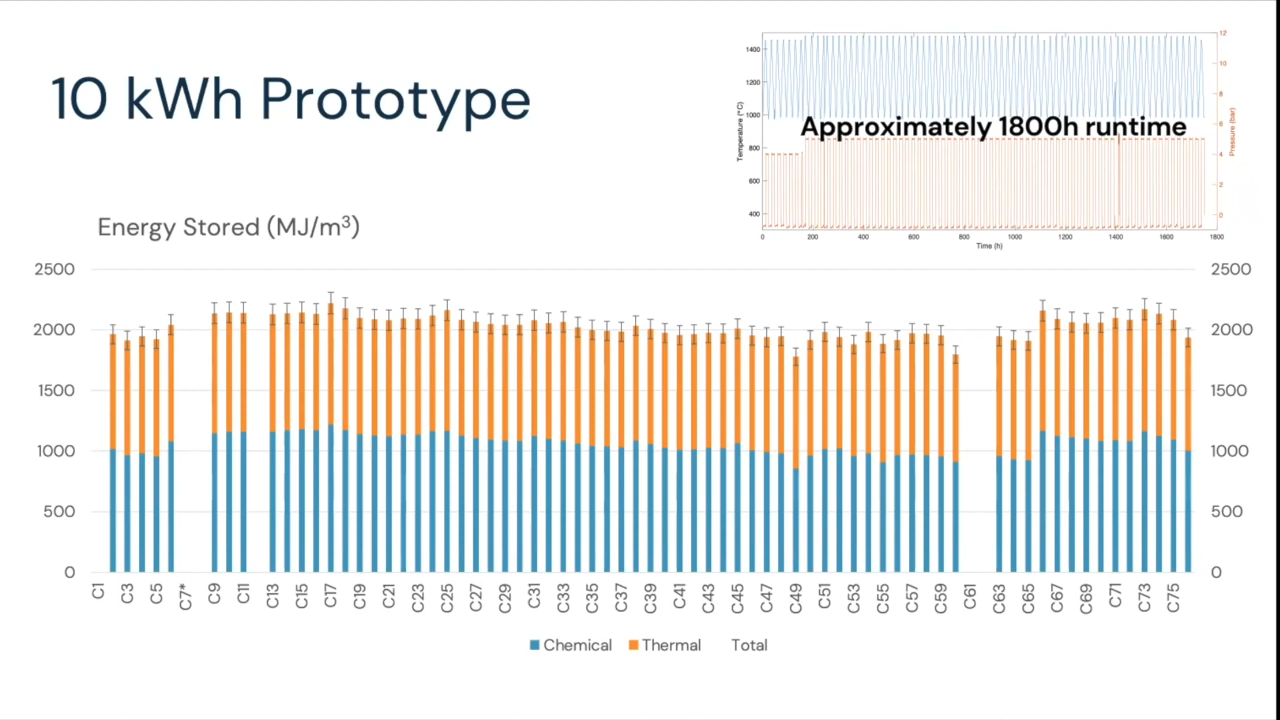 10 kWh Prototype
1400
1200
1000
800
600
400
Temperature (°C)
12
10
8
6
4
2
0
Pressure (bar)
Approximately 1800h runtime
0 200 400 600 800 1000 1200 1400 1600 1800
Time (h)
Energy Stored (MJ/m³)
2500 2500
2000 2000
1500 1500
1000 1000
500 500
0 0
C1 C3 C5 C7* C9 C11 C13 C15 C17 C19 C21 C23 C25 C27 C29 C31 C33 C35 C37 C39 C41 C43 C45 C47 C49 C51 C53 C55 C57 C59 C61 C63 C65 C67 C69 C71 C73 C75
Chemical Thermal Total